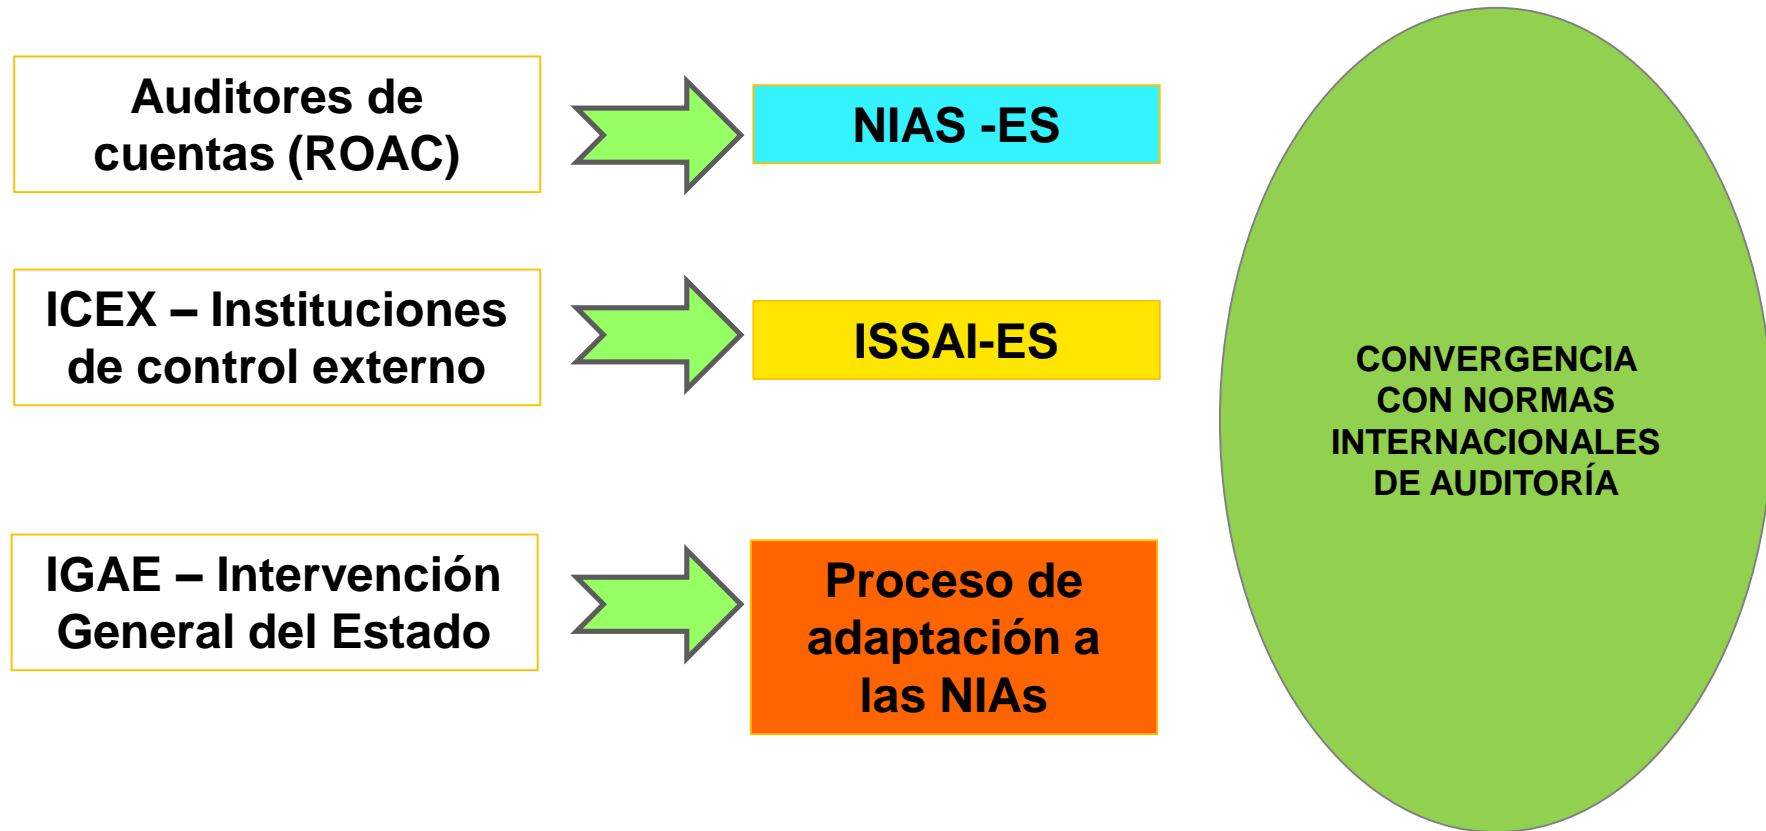 Auditores de
cuentas (ROAC)
NIAS -ES
ICEX – Instituciones
de control externo
ISSAI-ES
IGAE – Intervención
General del Estado
Proceso de
adaptación a
las NIAs
CONVERGENCIA
CON NORMAS
INTERNACIONALES
DE AUDITORÍA